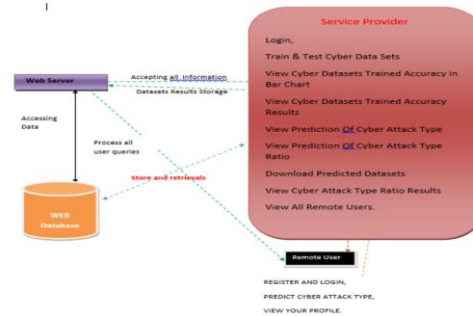 Service Provider
Login,
Train & Test Cyber Data Sets
View Cyber Datasets Trained Accuracy in
Bar Chart
View Cyber Datasets Trained Accuracy
Results
View Prediction Of Cyber Attack Type
View Prediction Of Cyber Attack Type
Ratio
Download Predicted Datasets
View Cyber Attack Type Ratio Results
View All Remote Users.
Web Server
Accepting all Information
Datasets Results Storage
Accessing
Data
Process all
user queries
Store and retrievals
WEB
Database
Remote User
REGISTER AND LOGIN,
PREDICT CYBER ATTACK TYPE,
VIEW YOUR PROFILE.